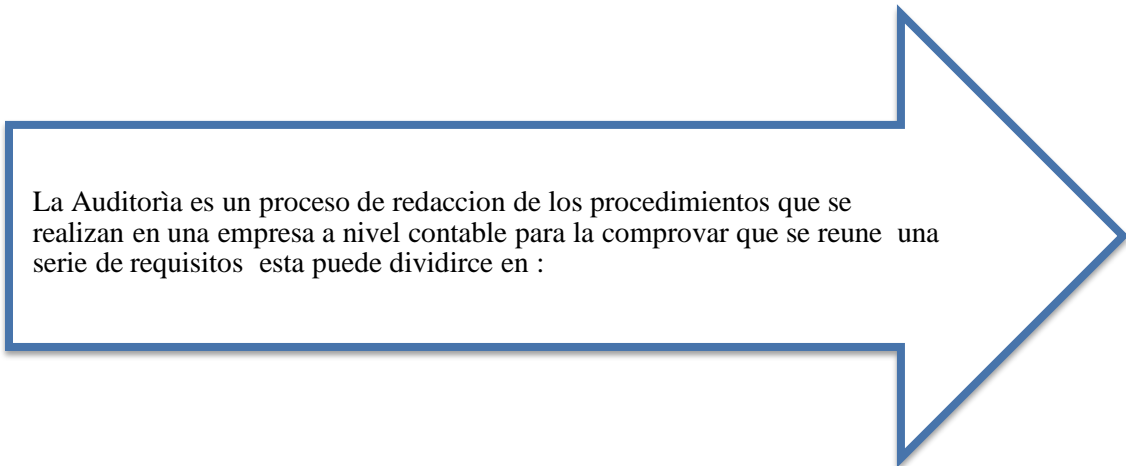 La Auditorìa es un proceso de redaccion de los procedimientos que se
realizan en una empresa a nivel contable para la comprovar que se reune  una
serie de requisitos  esta puede dividirce en :